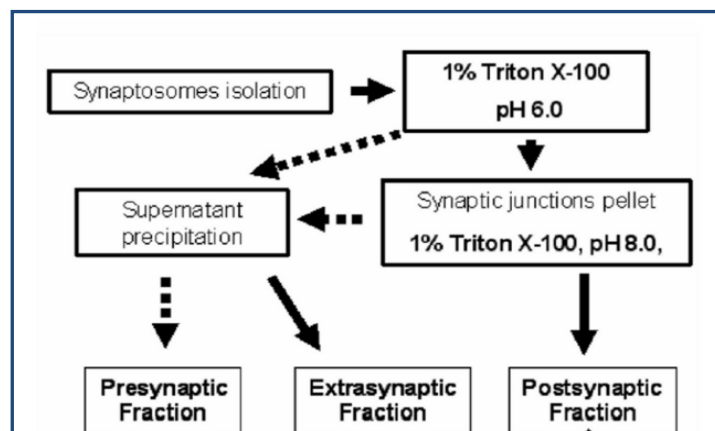 Synaptosomes isolation
1% Triton X-100
pH 6.0
Supernatant
precipitation
Synaptic junctions pellet
1% Triton X-100, pH 8.0,
Presynaptic
Fraction
Extrasynaptic
Fraction
Postsynaptic
Fraction